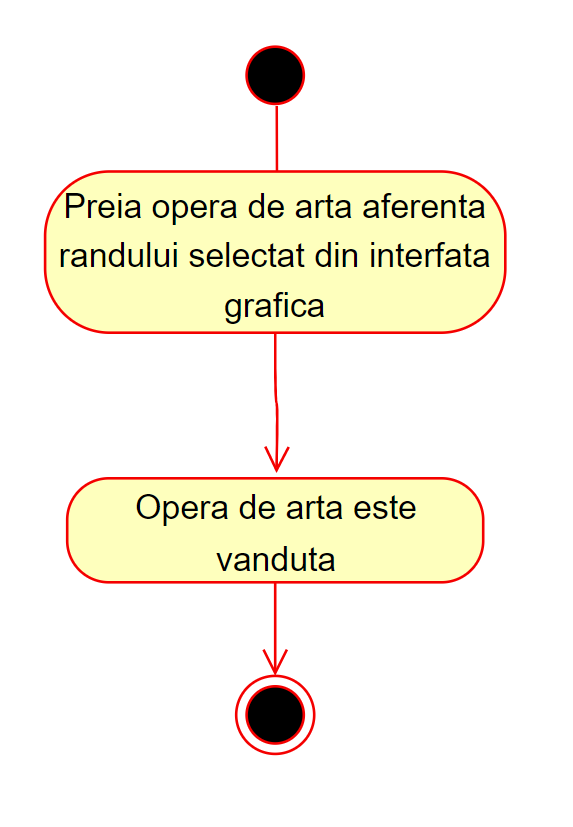 Preia opera de arta aferenta
randului selectat din interfata
grafica
Opera de arta este
vanduta